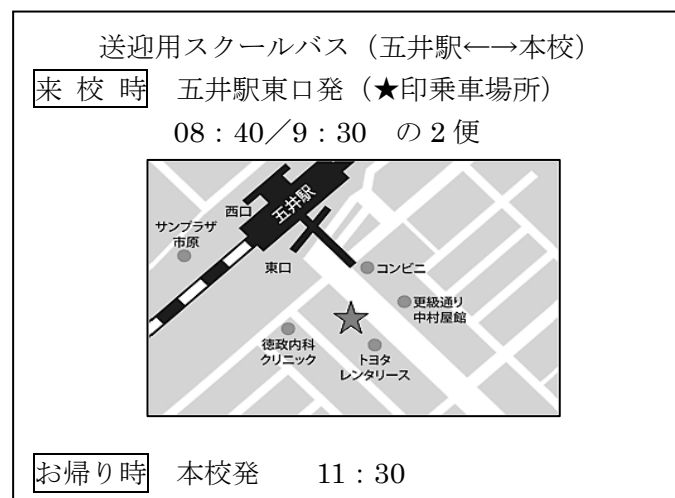 送迎用スクールバス（五井駅←→本校）
来 校 時　五井駅東口発（★印乗車場所）
08：40／9：30　の 2 便
五井駅
西口
サンプラザ
市原
東口
コンビニ
更級通り
中村屋館
徳政内科
クリニック
トヨタ
レンタリース
お帰り時　本校発　　11：30